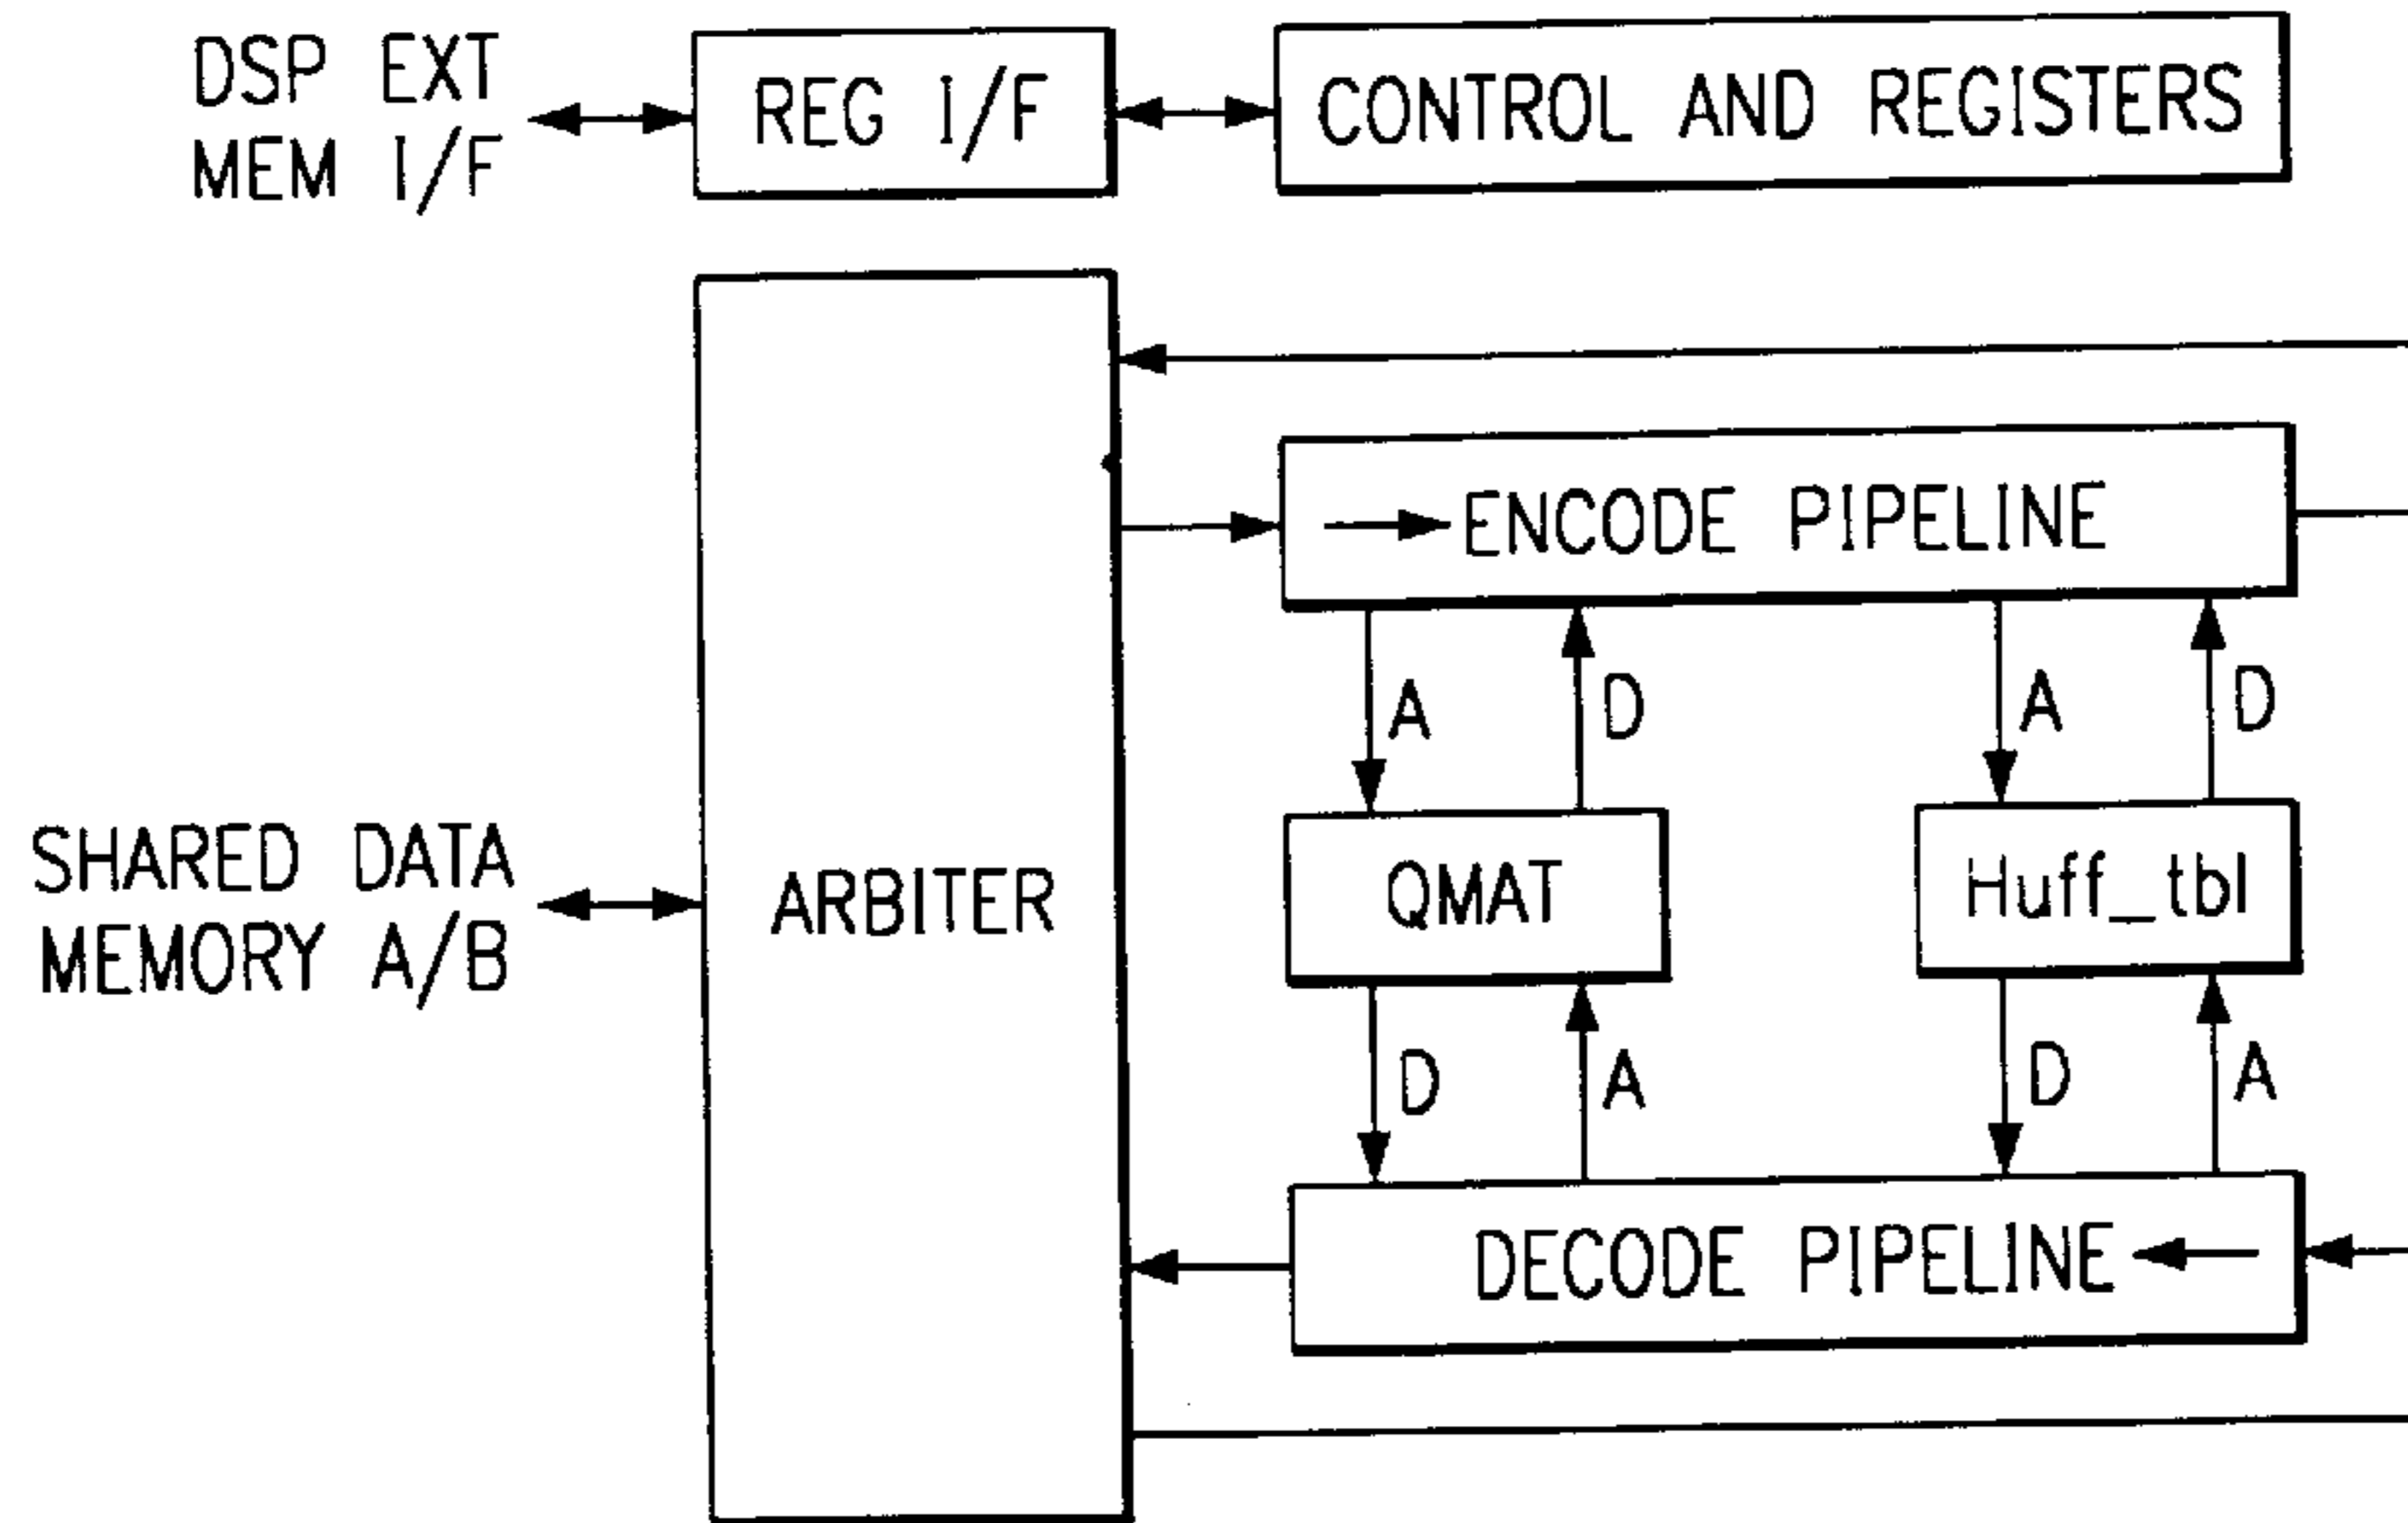 DSP EXT
MEM I/F
REG I/F
CONTROL AND REGISTERS
ENCODE PIPELINE
A
D
A
D
SHARED DATA
MEMORY A/B
ARBITER
QMAT
Huff_tbl
D
A
D
A
DECODE PIPELINE